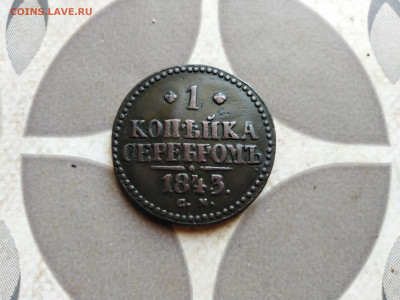 COINS.LAVE.RU
1
КОПѢЙКА
СЕРЕБРОМЪ
1843.
С. М.